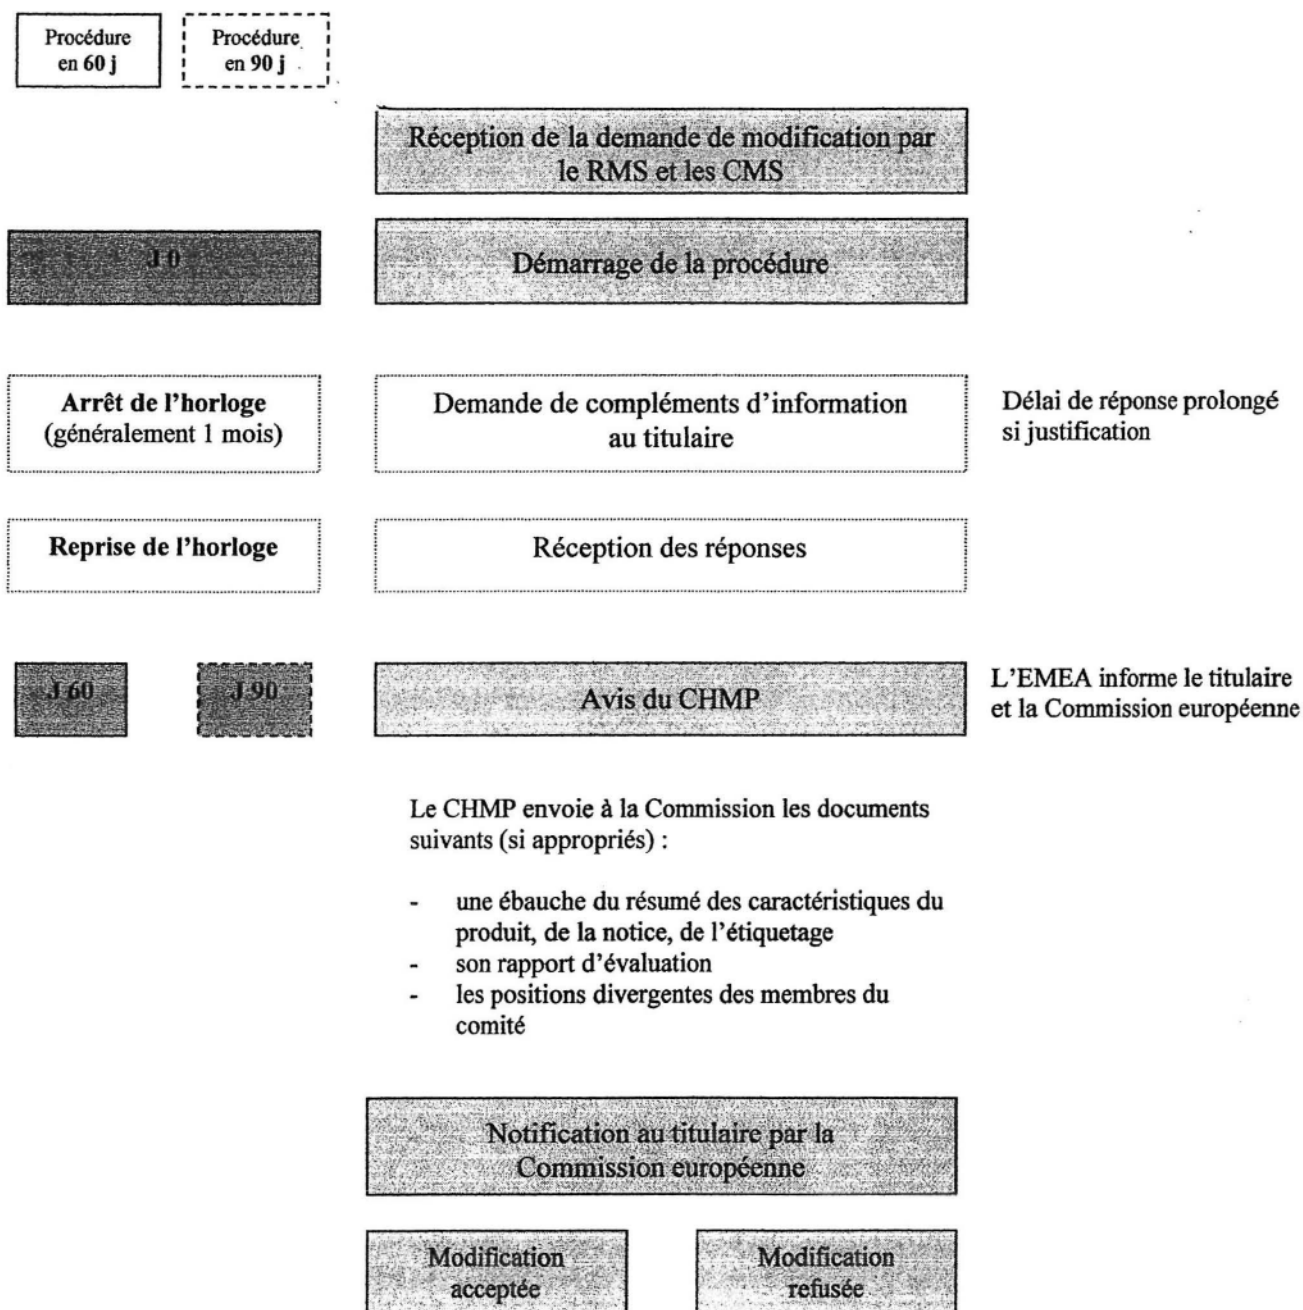 Procédure
en 60 j
Procédure
en 90 j
Réception de la demande de modification par
le RMS et les CMS
J 0
Démarrage de la procédure
Arrêt de l'horloge
(généralement 1 mois)
Demande de compléments d'information
au titulaire
Délai de réponse prolongé
si justification
Reprise de l'horloge
Réception des réponses
J 60
J 90
Avis du CHMP
L'EMEA informe le titulaire
et la Commission européenne
Le CHMP envoie à la Commission les documents
suivants (si appropriés) :
- une ébauche du résumé des caractéristiques du
produit, de la notice, de l'étiquetage
- son rapport d'évaluation
- les positions divergentes des membres du
comité
Notification au titulaire par la
Commission européenne
Modification
acceptée
Modification
refusée